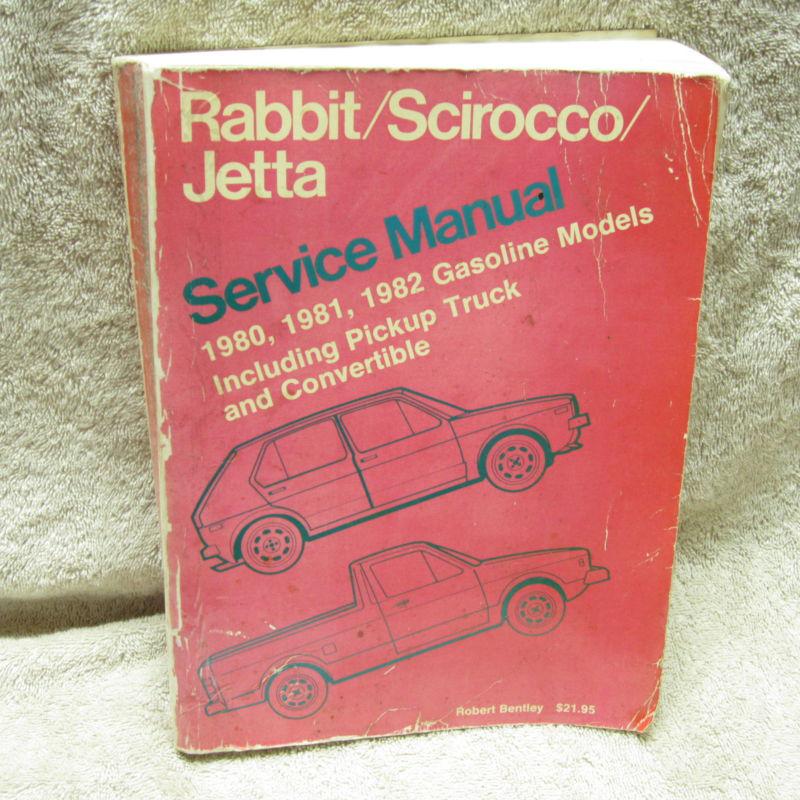 Rabbit/Scirocco/
Jetta
Service Manual
1980, 1981, 1982 Gasoline Models
Including Pickup Truck
and Convertible
Robert Bentley $21.95